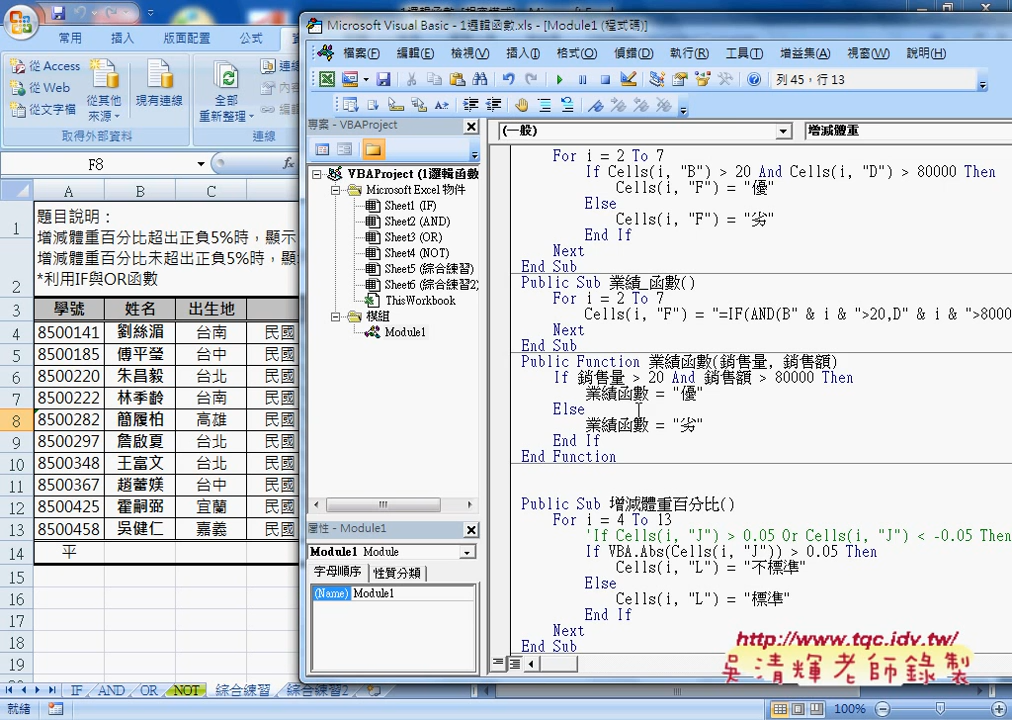 Microsoft Visual Basic - 1邏輯函數.xls - [Module1 (程式碼)]
常用 插入 版面配置 公式
檔案(F) 編輯(E) 檢視(V) 插入(I) 格式(O) 偵錯(D) 執行(R) 工具(T) 增益集(A) 視窗(W) 說明(H)
列 45，行 13
從 Access
從 Web
從文字檔
從其他
來源
現有連線
全部
重新整理
取得外部資料
連線
F8
專案 - VBAProject
VBAProject (1邏輯函數
Microsoft Excel 物件
Sheet1 (IF)
Sheet2 (AND)
Sheet3 (OR)
Sheet4 (NOT)
Sheet5 (綜合練習)
Sheet6 (綜合練習2)
ThisWorkbook
模組
Module1
屬性 - Module1
Module1 Module
字母順序 性質分類
(Name) Module1
(一般) 增減體重
For i = 2 To 7
If Cells(i, "B") > 20 And Cells(i, "D") > 80000 Then
Cells(i, "F") = "優"
Else
Cells(i, "F") = "劣"
End If
Next
End Sub
Public Sub 業績_函數()
For i = 2 To 7
Cells(i, "F") = "=IF(AND(B" & i & ">20,D" & i & ">8000
Next
End Sub
Public Function 業績函數(銷售量, 銷售額)
If 銷售量 > 20 And 銷售額 > 80000 Then
業績函數 = "優"
Else
業績函數 = "劣"
End If
End Function
Public Sub 增減體重百分比()
For i = 4 To 13
'If Cells(i, "J") > 0.05 Or Cells(i, "J") < -0.05 Then
If VBA.Abs(Cells(i, "J")) > 0.05 Then
Cells(i, "L") = "不標準"
Else
Cells(i, "L") = "標準"
End If
Next
End Sub
A B C
1 題目說明：
增減體重百分比超出正負5%時，顯示
2 增減體重百分比未超出正負5%時，顯
*利用IF與OR函數
3 學號 姓名 出生地
4 8500141 劉絲湄 台南 民國
5 8500185 傅平瑩 台中 民國
6 8500220 朱昌毅 台北 民國
7 8500222 林季齡 台南 民國
8 8500282 簡履柏 高雄 民國
9 8500297 詹啟夏 台北 民國
10 8500348 王富文 台北 民國
11 8500367 趙蕾媄 台中 民國
12 8500425 霍嗣弼 宜蘭 民國
13 8500458 吳健仁 嘉義 民國
14 平
15
16
17
18
19
IF AND OR NOT 綜合練習 綜合練習2
就緒 100%
http://www.tqc.idv.tw/
吳清輝老師錄製